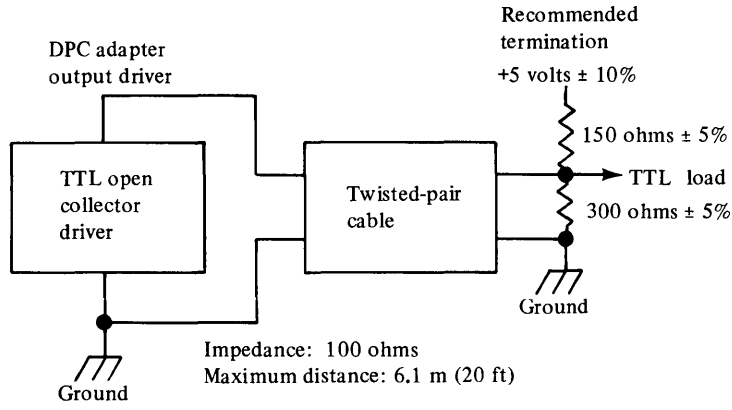 Recommended
termination
+5 volts ± 10%
DPC adapter
output driver
150 ohms ± 5%
TTL open
collector
driver
Twisted-pair
cable
TTL load
300 ohms ± 5%
Ground
Impedance: 100 ohms
Maximum distance: 6.1 m (20 ft)
Ground